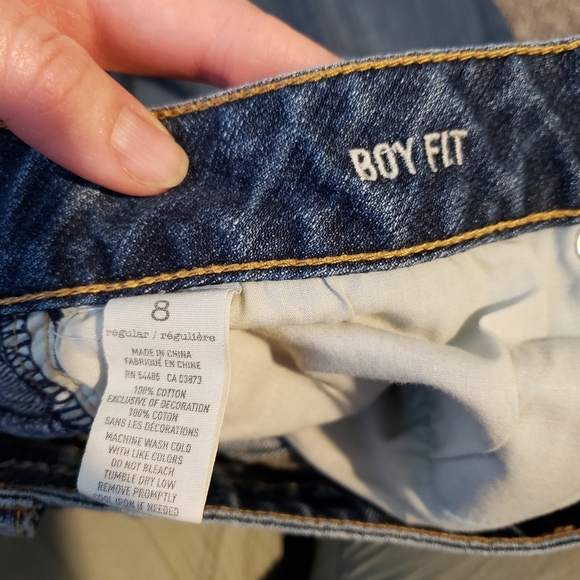 BOY FIT
8
regular / régulière
MADE IN CHINA
FABRIQUÉ EN CHINE
RN 54485 CA 03873
100% COTTON
EXCLUSIVE OF DECORATION
100% COTON
SANS LES DÉCORATIONS
MACHINE WASH COLD
WITH LIKE COLORS
DO NOT BLEACH
TUMBLE DRY LOW
REMOVE PROMPTLY
COOL IRON IF NEEDED